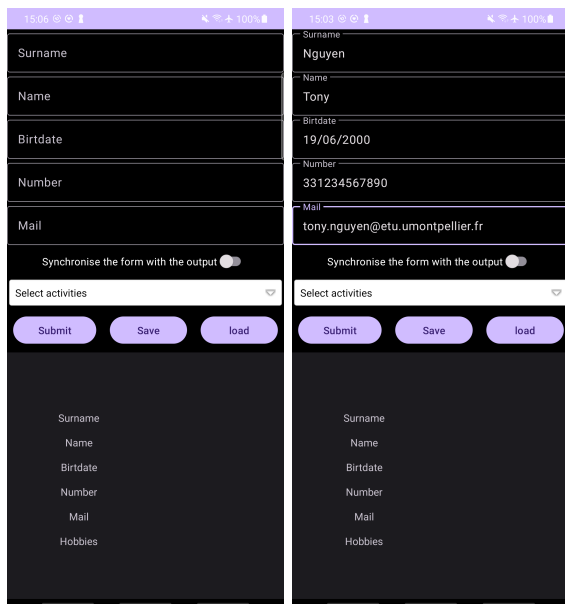 15:06 100%
Surname
Name
Birtdate
Number
Mail
Synchronise the form with the output
Select activities
Submit Save load
Surname
Name
Birtdate
Number
Mail
Hobbies
15:03 100%
Surname
Nguyen
Name
Tony
Birtdate
19/06/2000
Number
331234567890
Mail
tony.nguyen@etu.umontpellier.fr
Synchronise the form with the output
Select activities
Submit Save load
Surname
Name
Birtdate
Number
Mail
Hobbies